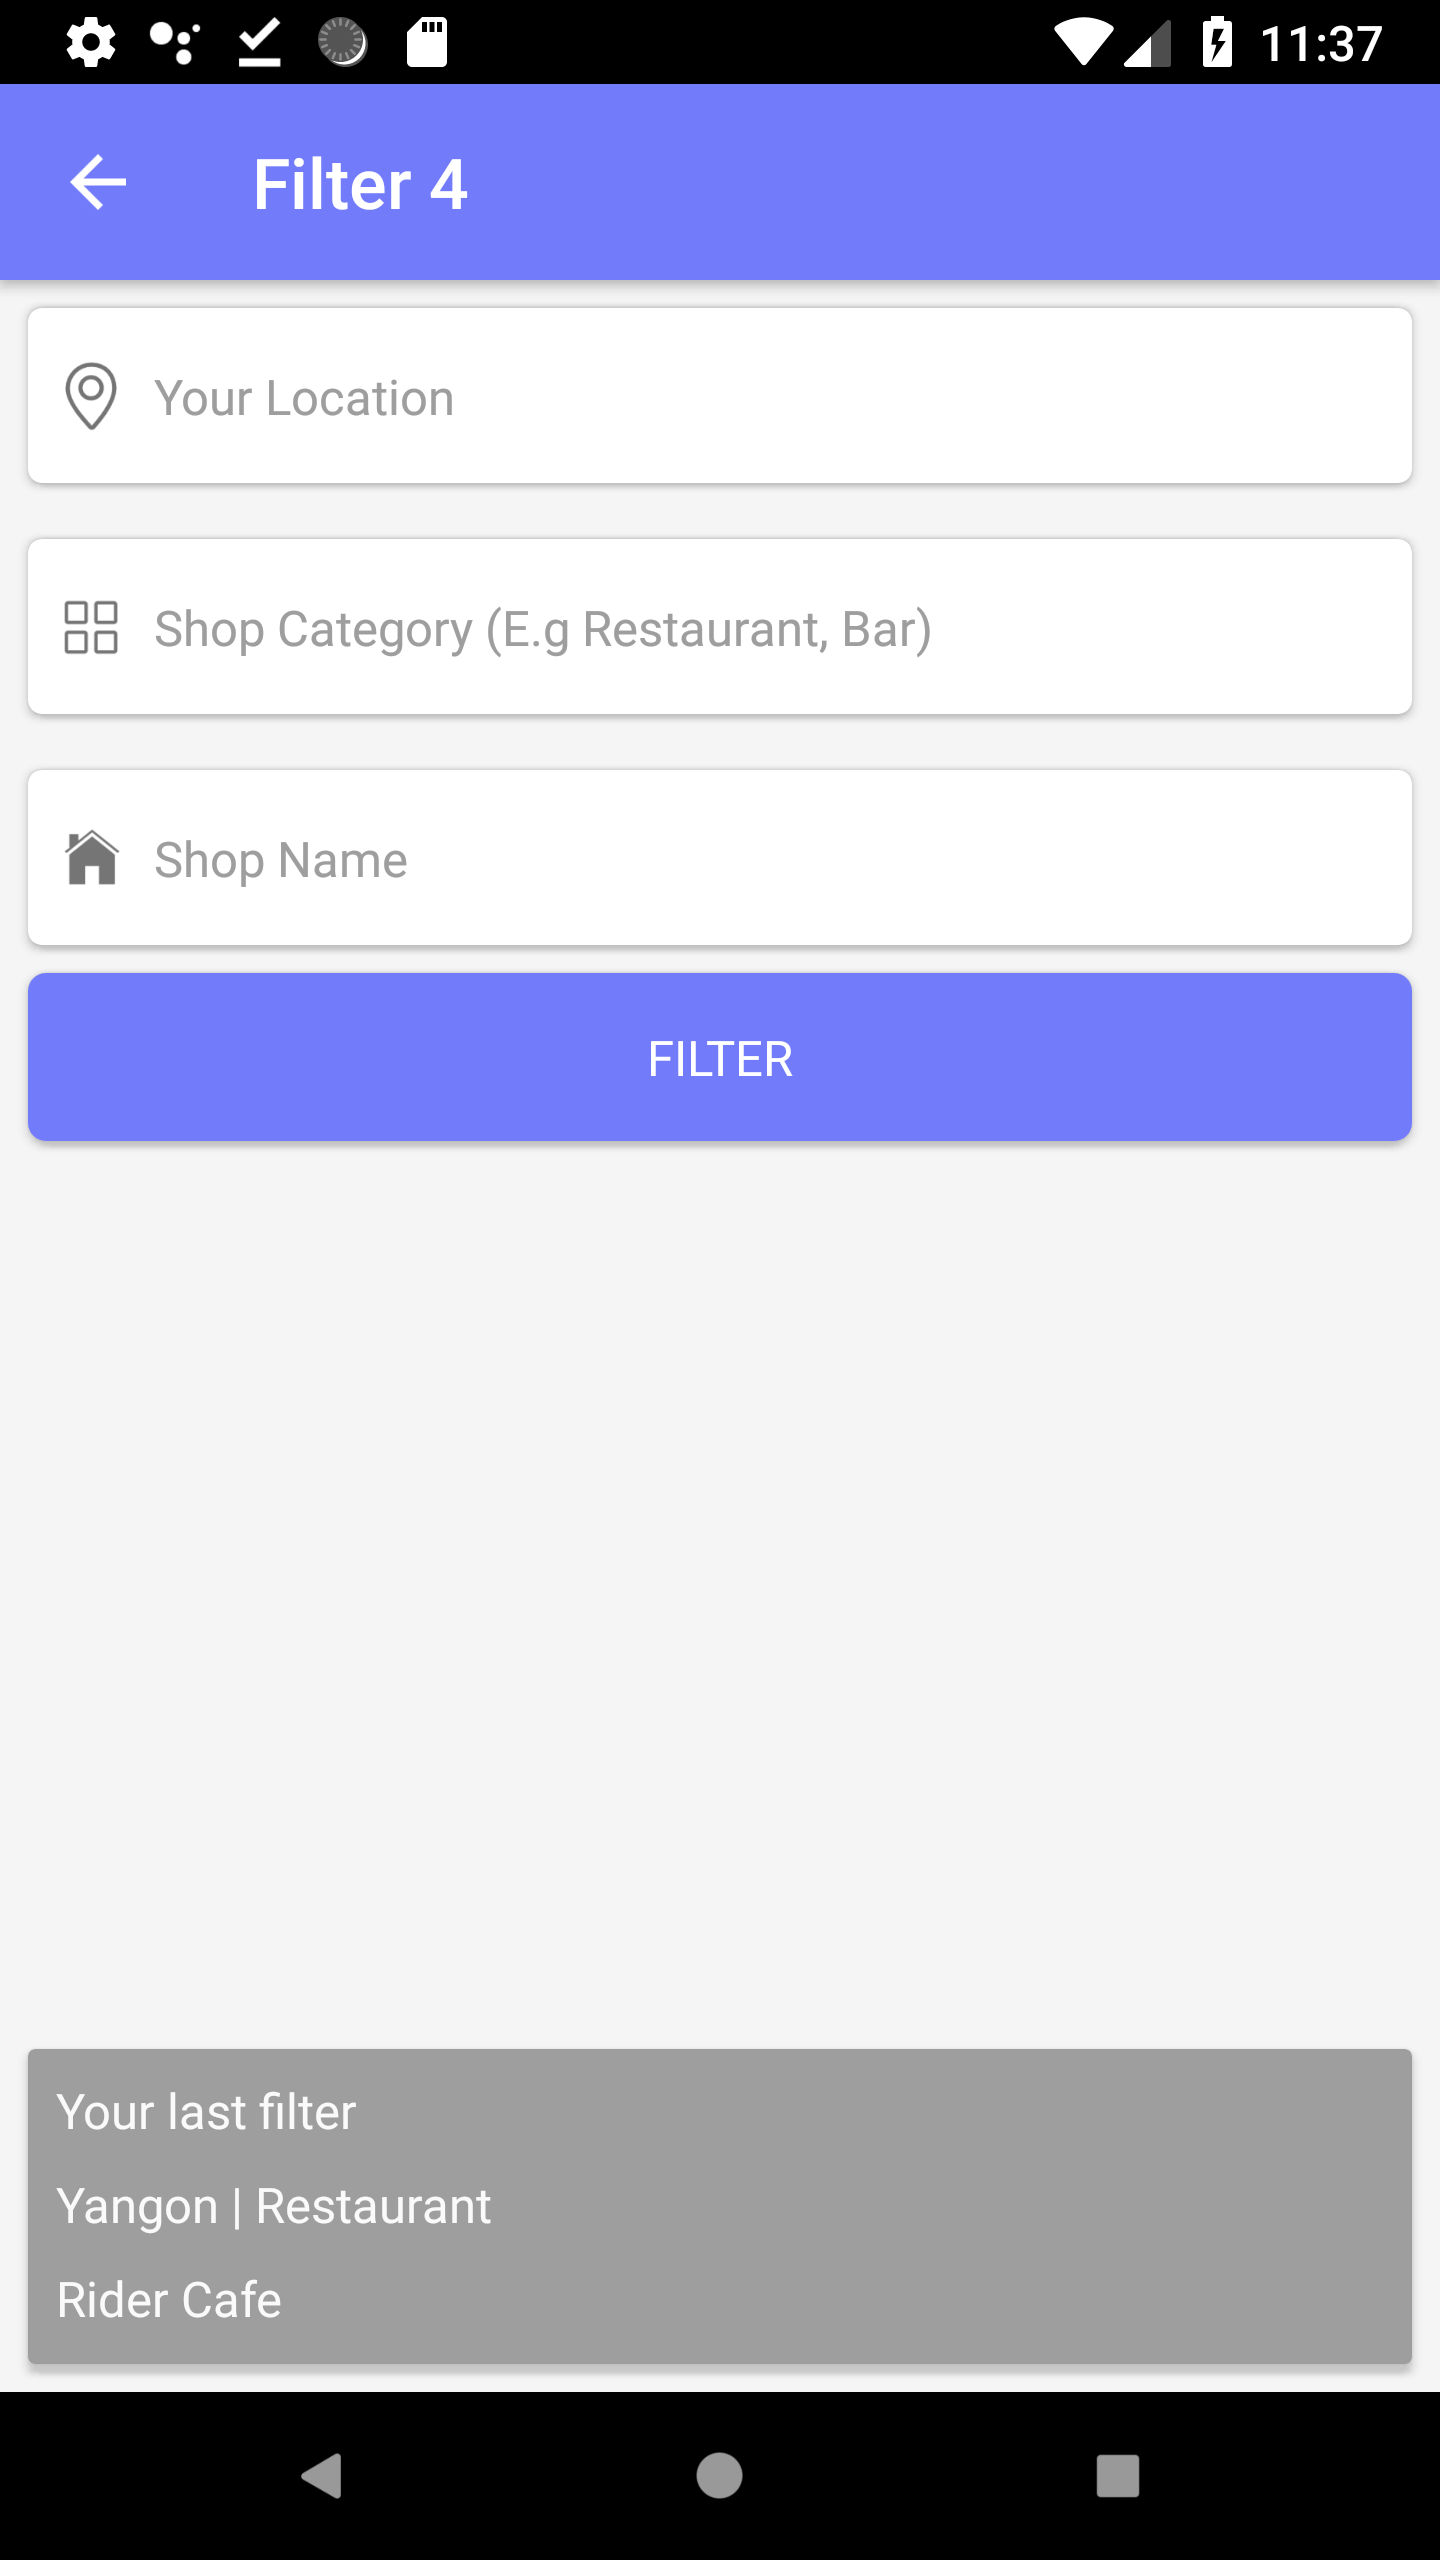 11:37
Filter 4
Your Location
Shop Category (E.g Restaurant, Bar)
Shop Name
FILTER
Your last filter
Yangon | Restaurant
Rider Cafe